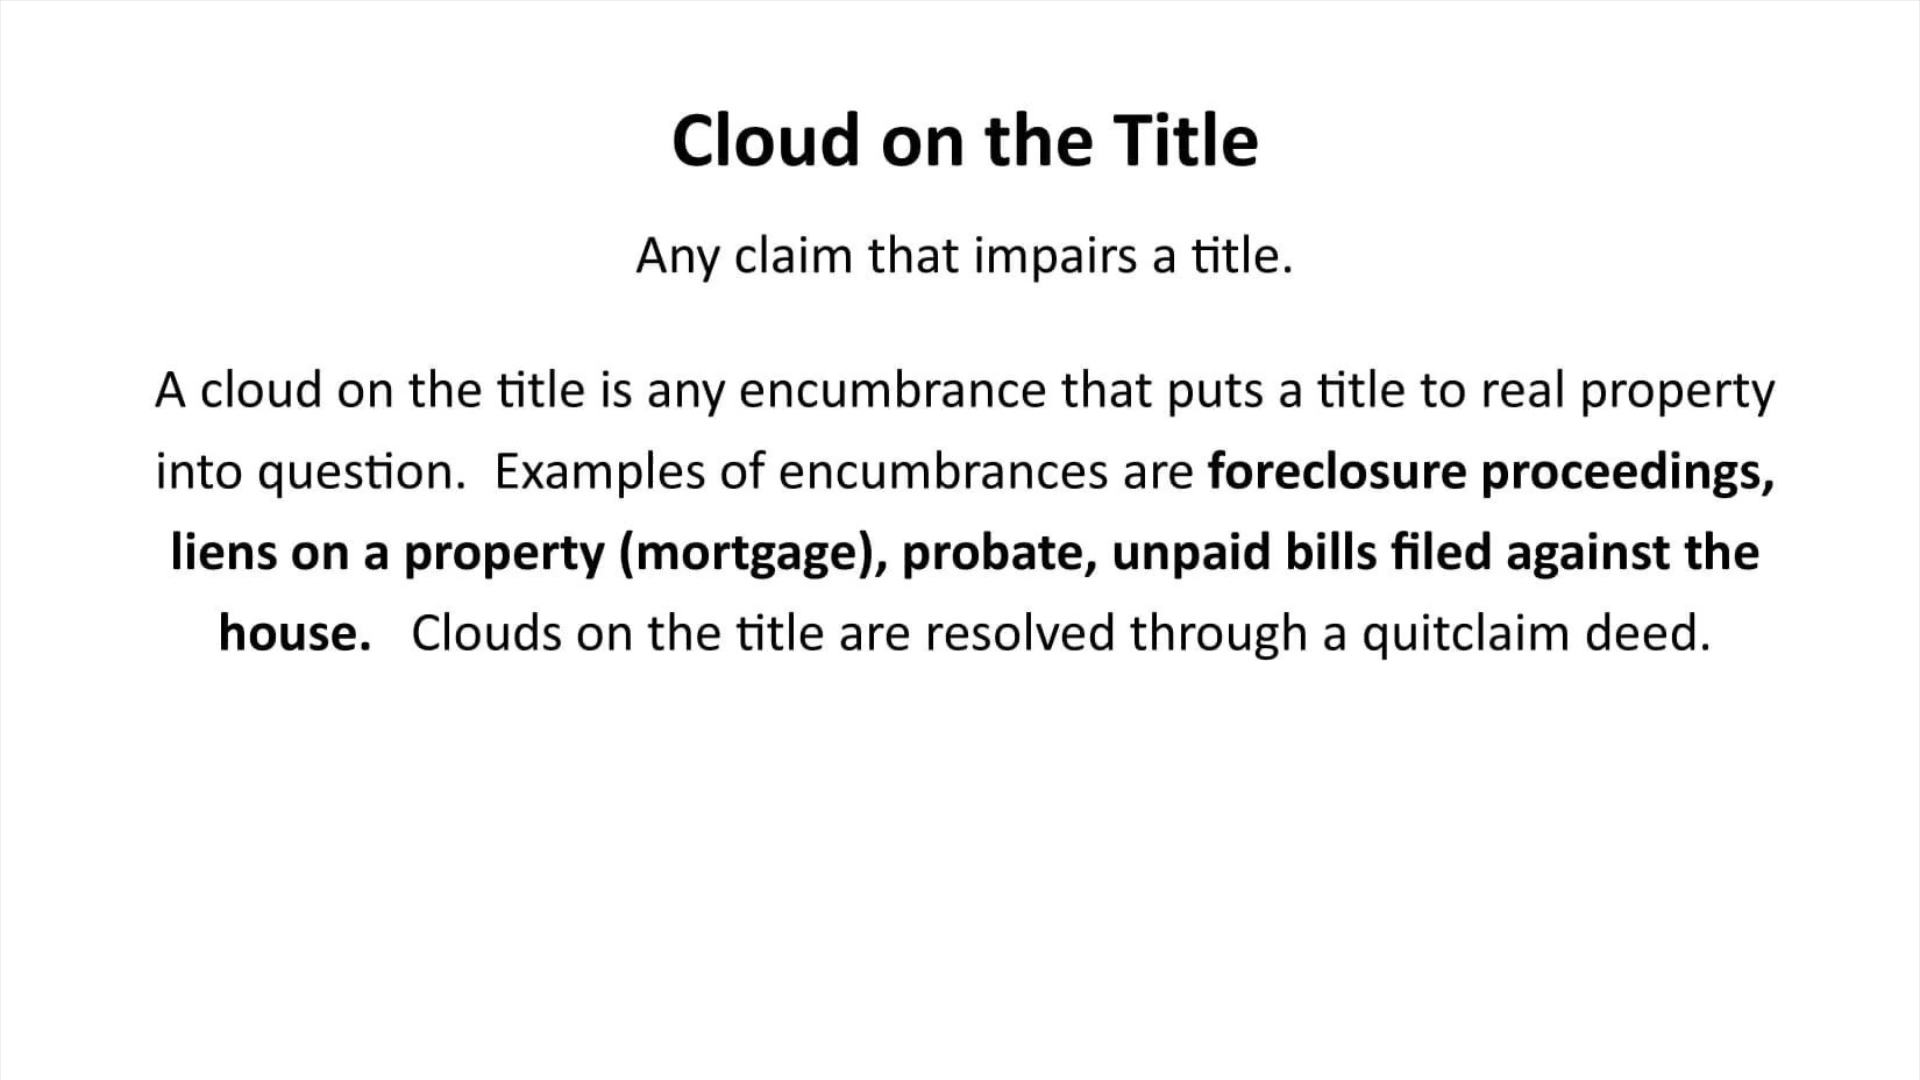 Cloud on the Title
Any claim that impairs a title.
A cloud on the title is any encumbrance that puts a title to real property
into question.  Examples of encumbrances are foreclosure proceedings,
liens on a property (mortgage), probate, unpaid bills filed against the
house.   Clouds on the title are resolved through a quitclaim deed.